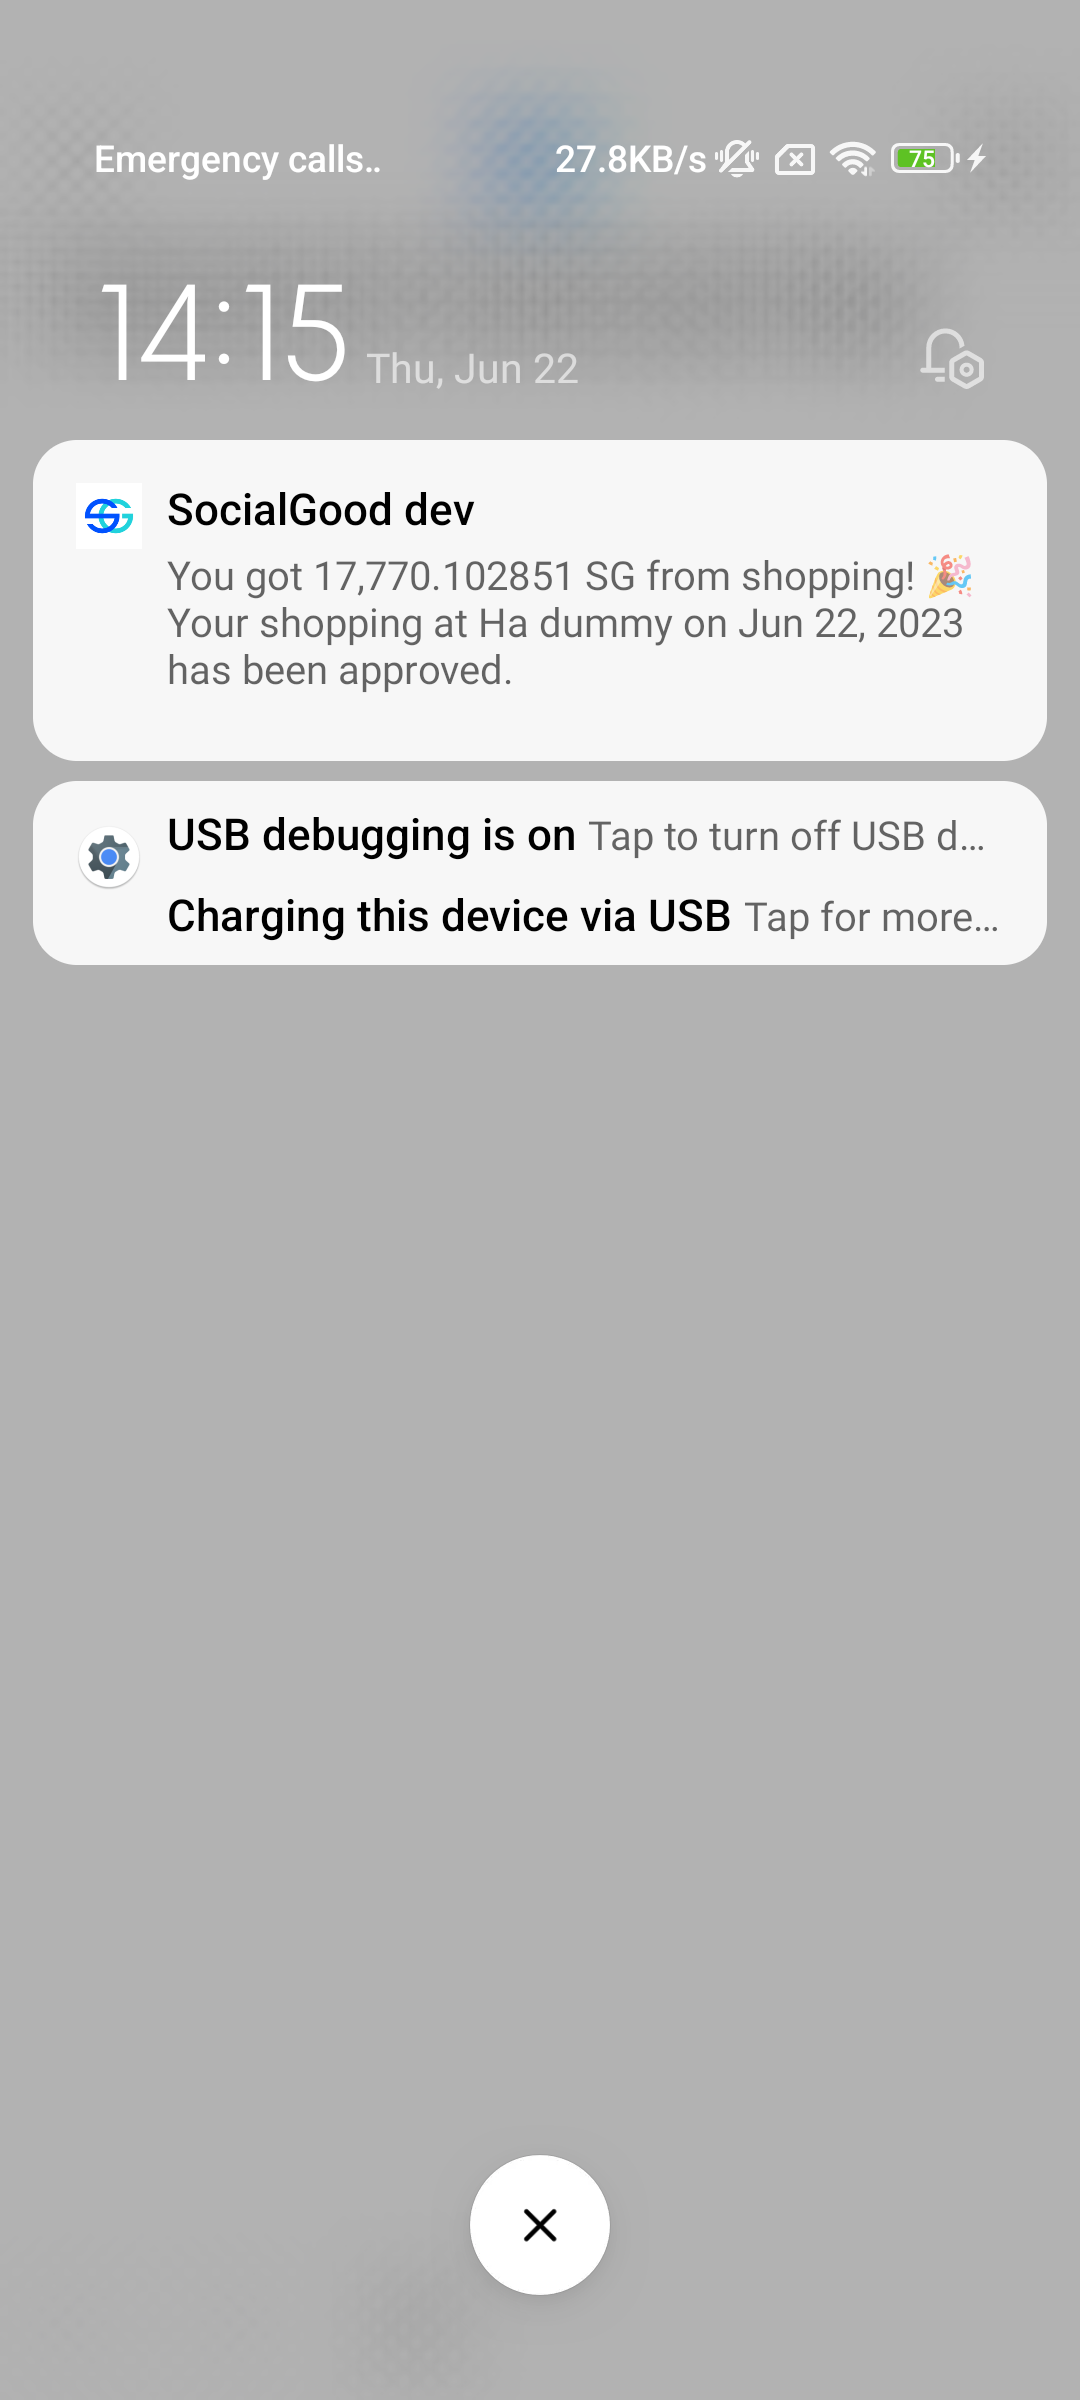 Emergency calls..
27.8KB/s
75
14:15 Thu, Jun 22
SocialGood dev
You got 17,770.102851 SG from shopping! 🎉
Your shopping at Ha dummy on Jun 22, 2023
has been approved.
USB debugging is on Tap to turn off USB d…
Charging this device via USB Tap for more…